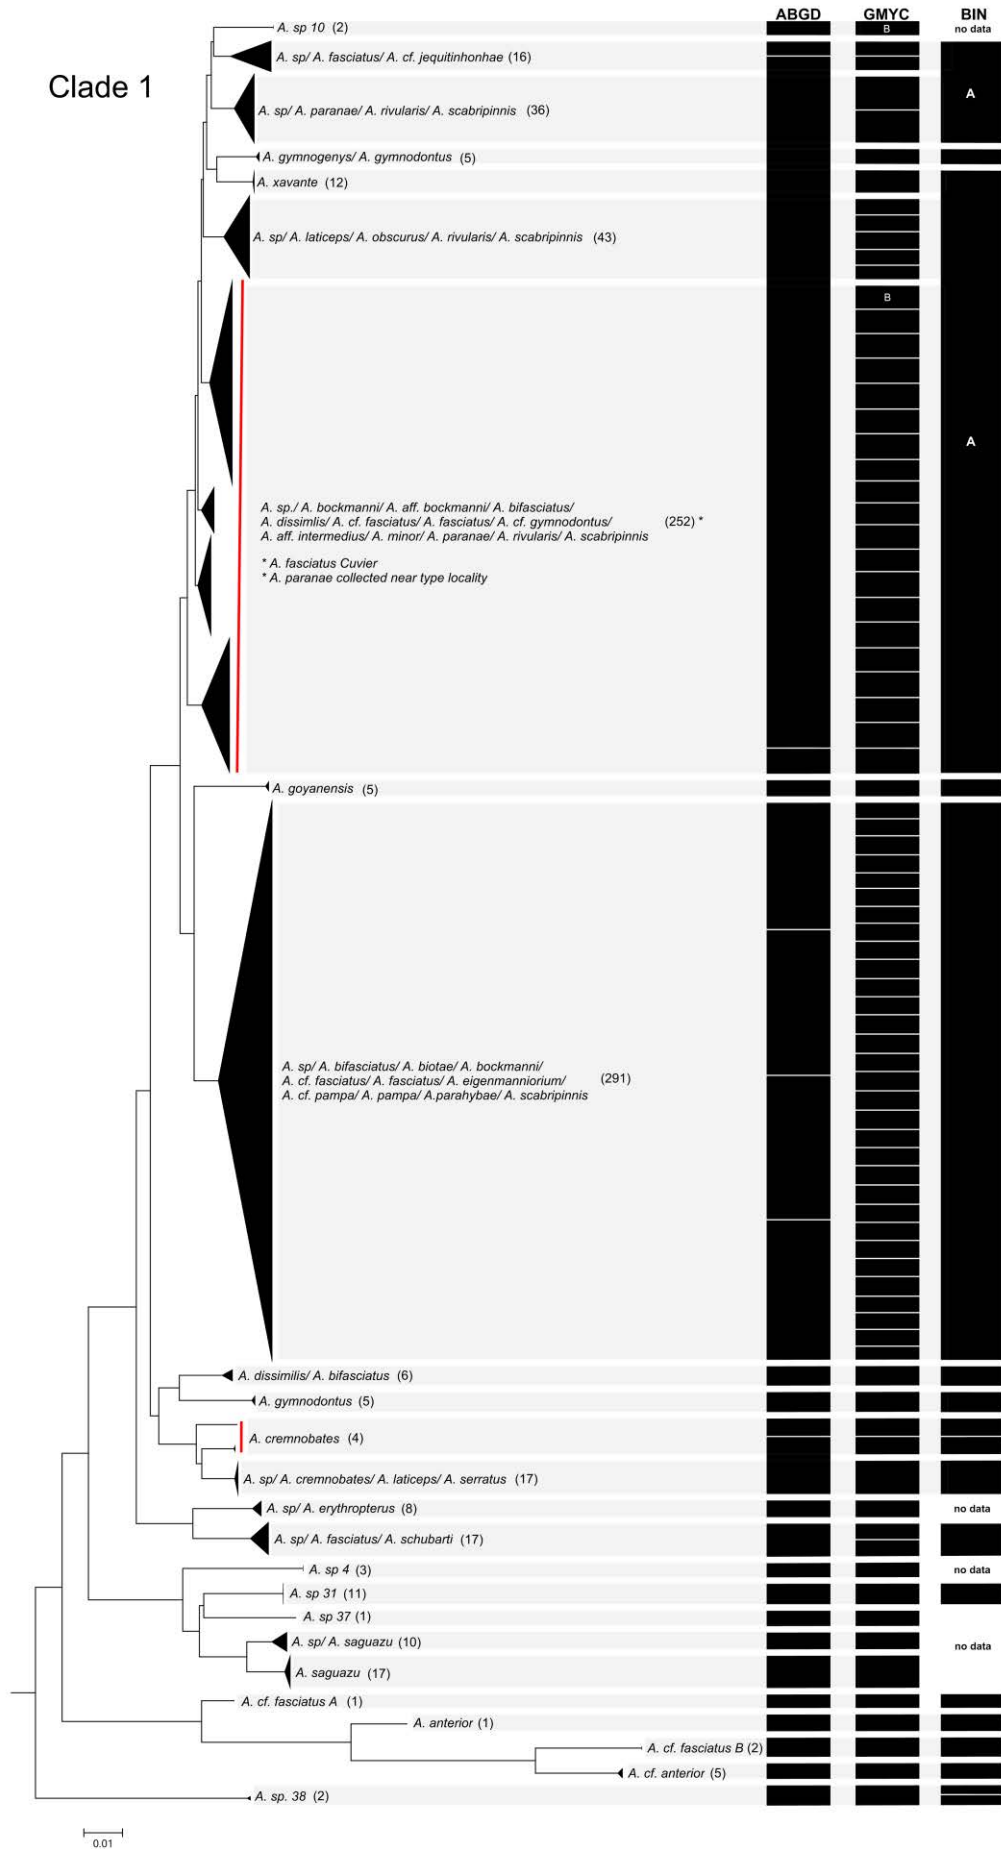 ABGD GMYC BIN
A. sp 10 (2) B no data
Clade 1
A. sp/ A. fasciatus/ A. cf. jequitinhonhae (16)
A
A. sp/ A. paranae/ A. rivularis/ A. scabripinnis (36)
A. gymnogenys/ A. gymnodontus (5)
A. xavante (12)
A. sp/ A. laticeps/ A. obscurus/ A. rivularis/ A. scabripinnis (43)
B
A
A. sp./ A. bockmanni/ A. aff. bockmanni/ A. bifasciatus/
A. dissimlis/ A. cf. fasciatus/ A. fasciatus/ A. cf. gymnodontus/ (252) *
A. aff. intermedius/ A. minor/ A. paranae/ A. rivularis/ A. scabripinnis
* A. fasciatus Cuvier
* A. paranae collected near type locality
A. goyanensis (5)
A. sp/ A. bifasciatus/ A. biotae/ A. bockmanni/
A. cf. fasciatus/ A. fasciatus/ A. eigenmanniorium/ (291)
A. cf. pampa/ A. pampa/ A.parahybae/ A. scabripinnis
A. dissimilis/ A. bifasciatus (6)
A. gymnodontus (5)
A. cremnobates (4)
A. sp/ A. cremnobates/ A. laticeps/ A. serratus (17)
A. sp/ A. erythropterus (8) no data
A. sp/ A. fasciatus/ A. schubarti (17)
A. sp 4 (3) no data
A. sp 31 (11)
A. sp 37 (1)
A. sp/ A. saguazu (10) no data
A. saguazu (17)
A. cf. fasciatus A (1)
A. anterior (1)
A. cf. fasciatus B (2)
A. cf. anterior (5)
A. sp. 38 (2)
0.01